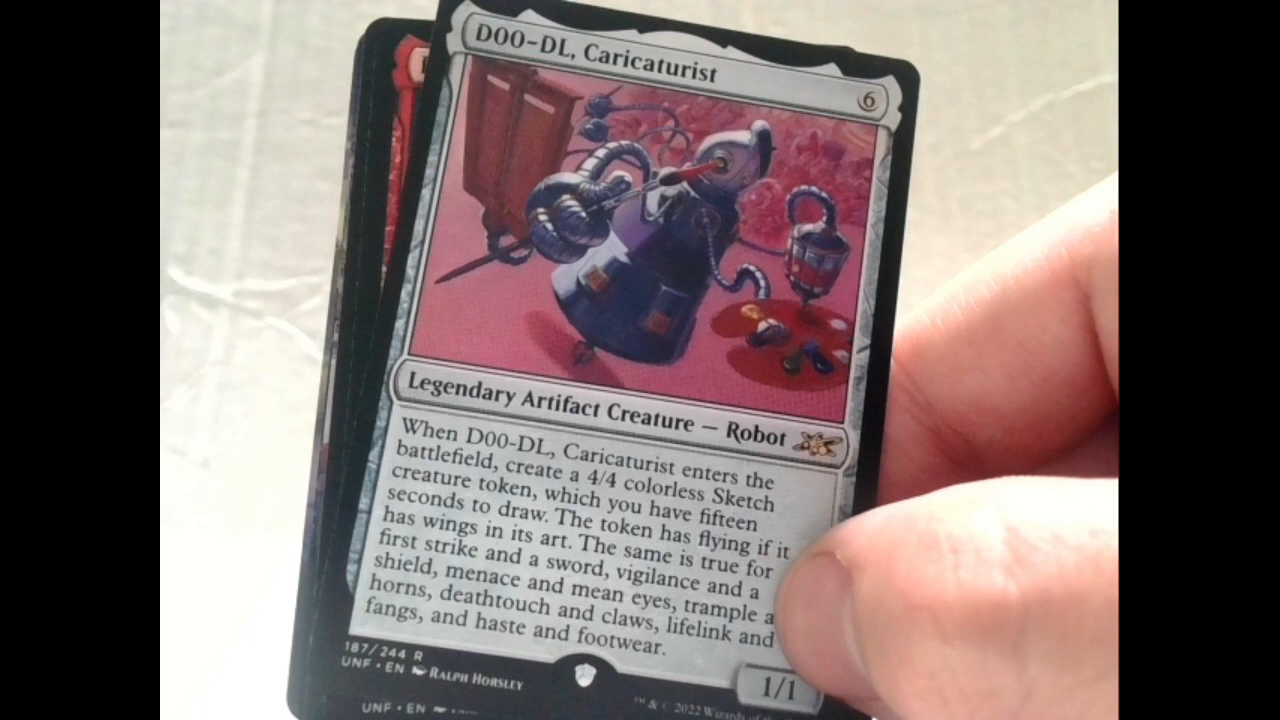 D00-DL, Caricaturist
6
Legendary Artifact Creature — Robot
When D00-DL, Caricaturist enters the
battlefield, create a 4/4 colorless Sketch
creature token, which you have fifteen
seconds to draw. The token has flying if it
has wings in its art. The same is true for
first strike and a sword, vigilance and a
shield, menace and mean eyes, trample
horns, deathtouch and claws, lifelink and
fangs, and haste and footwear.
1/1
187/244 R
UNF • EN RALPH HORSLEY
™ & © 2022 Wizards of
UNF • EN